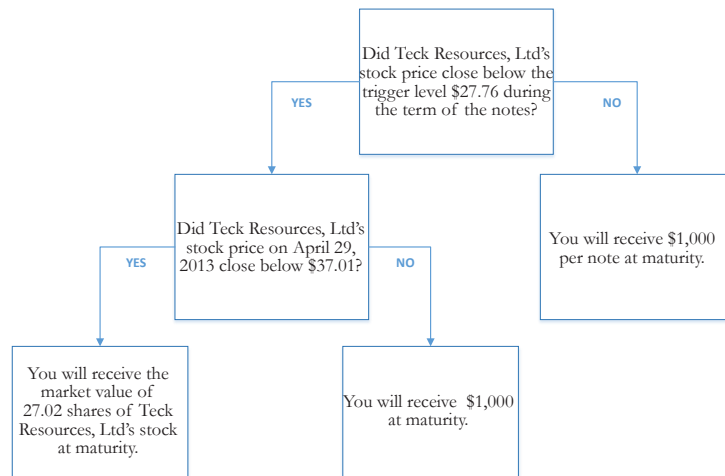 Did Teck Resources, Ltd's
stock price close below the
trigger level $27.76 during
the term of the notes?
YES
NO
Did Teck Resources, Ltd's
stock price on April 29,
2013 close below $37.01?
You will receive $1,000
per note at maturity.
YES
NO
You will receive the
market value of
27.02 shares of Teck
Resources, Ltd's stock
at maturity.
You will receive $1,000
at maturity.